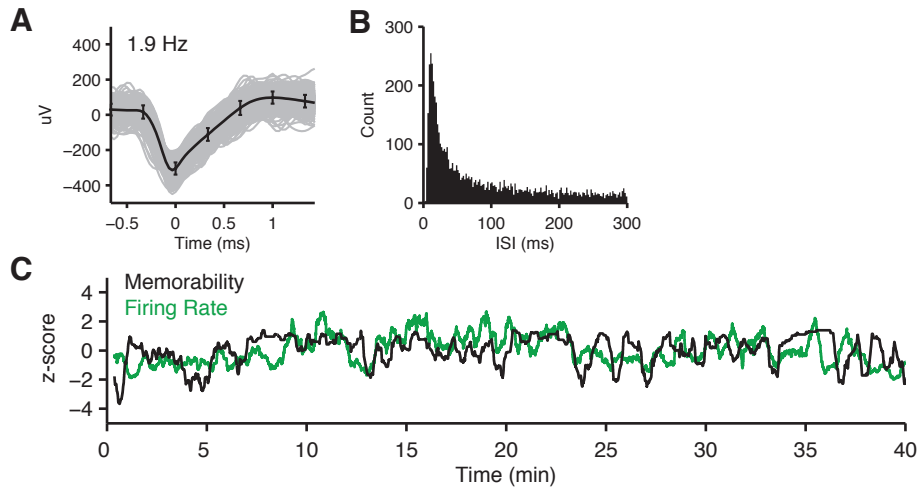 A
1.9 Hz
400
200
0
−200
−400
uV
−0.5 0 0.5 1
Time (ms)
B
300
200
100
0
Count
0 100 200 300
ISI (ms)
C
Memorability
Firing Rate
4
2
0
−2
−4
z-score
0 5 10 15 20 25 30 35 40
Time (min)